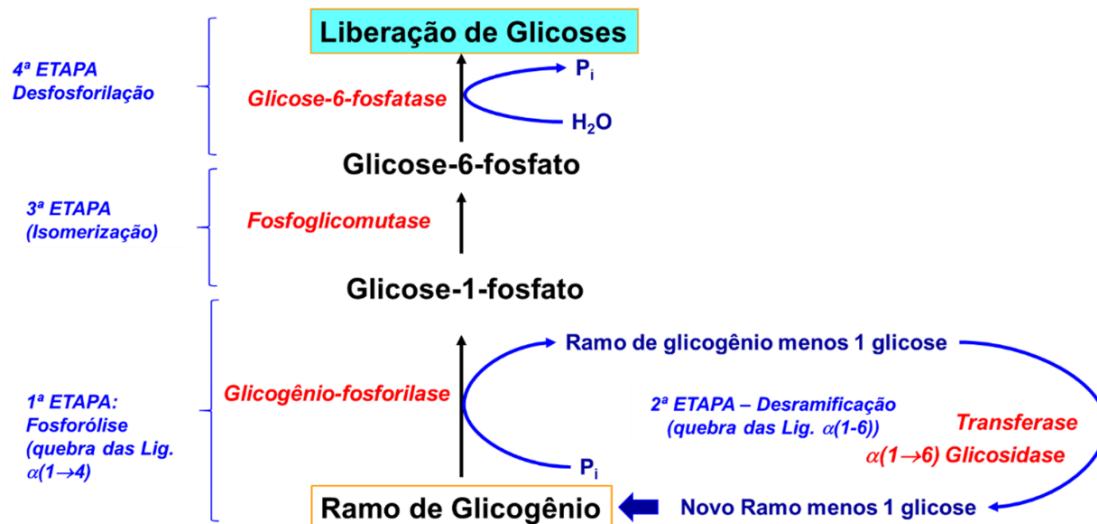 Liberação de Glicoses
4ª ETAPA
Desfosforilação
Glicose-6-fosfatase
Pi
H2O
Glicose-6-fosfato
3ª ETAPA
(Isomerização)
Fosfoglicomutase
Glicose-1-fosfato
1ª ETAPA:
Fosforólise
(quebra das Lig.
α(1→4)
Glicogênio-fosforilase
Ramo de glicogênio menos 1 glicose
2ª ETAPA – Desramificação
(quebra das Lig. α(1-6))
Transferase
α(1→6) Glicosidase
Pi
Ramo de Glicogênio
Novo Ramo menos 1 glicose